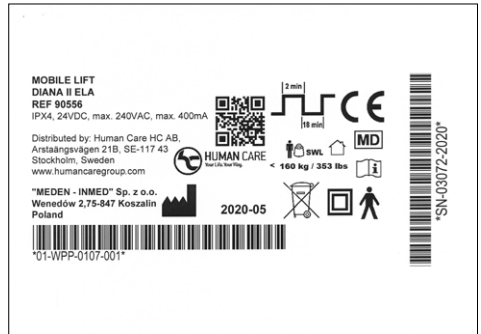 MOBILE LIFT
DIANA II ELA
REF 90556
IPX4, 24VDC, max. 240VAC, max. 400mA
Distributed by: Human Care HC AB,
Arstaängsvägen 21B, SE-117 43
Stockholm, Sweden
www.humancaregroup.com
HUMAN CARE
Your Life. Your Way.
"MEDEN - INMED" Sp. z o.o.
Wenedów 2,75-847 Koszalin
Poland
2020-05
*01-WPP-0107-001*
2 min
18 min
CE
MD
SWL
< 160 kg / 353 lbs
i
*SN-03072-2020*